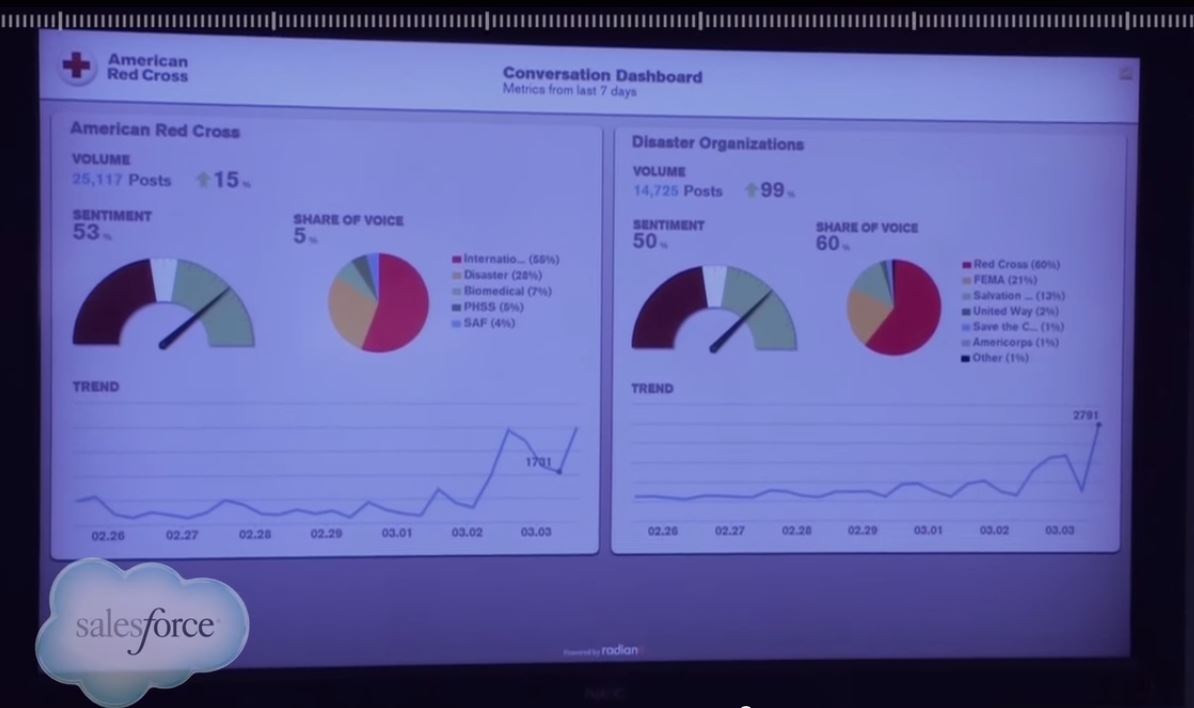 American
Red Cross
Conversation Dashboard
Metrics from last 7 days
American Red Cross
VOLUME
25,117 Posts
15 %
SENTIMENT
53 %
SHARE OF VOICE
5 %
Internatio... (56%)
Disaster (28%)
Biomedical (7%)
PHSS (5%)
SAF (4%)
TREND
1701
02.26 02.27 02.28 02.29 03.01 03.02 03.03
Disaster Organizations
VOLUME
14,725 Posts
99 %
SENTIMENT
50 %
SHARE OF VOICE
60 %
Red Cross (60%)
FEMA (21%)
Salvation ... (13%)
United Way (2%)
Save the C... (1%)
Americorps (1%)
Other (1%)
TREND
2791
02.26 02.27 02.28 02.29 03.01 03.02 03.03
salesforce
Powered by radian